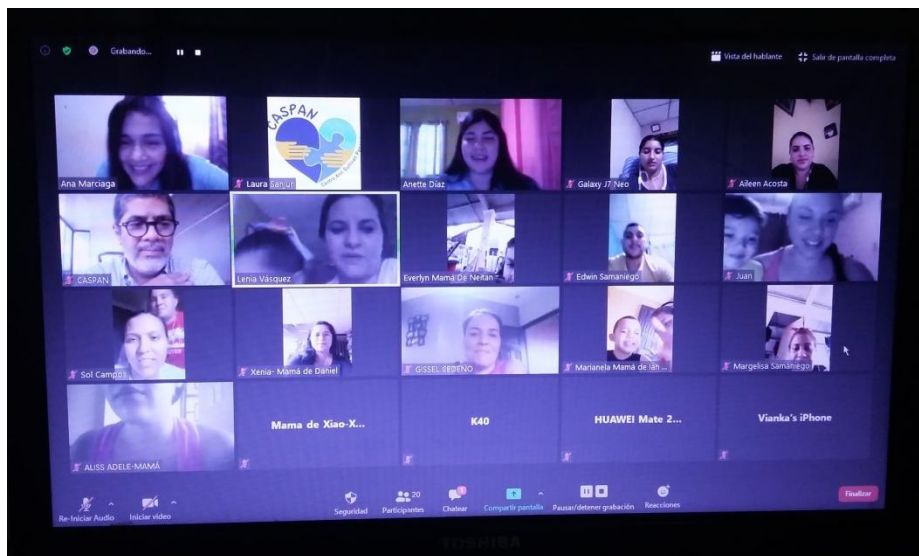 Grabando...
Vista del hablante
Salir de pantalla completa
Ana Marciaga
CASPAN
Laura Sanjur
Anette Díaz
Galaxy J7 Neo
Aileen Acosta
CASPAN
Lenia Vásquez
Everlyn Mamá De Neitan
Edwin Samaniego
Juan
Sol Campos
Xenia- Mamá de Daniel
GISSEL CEDEÑO
Marianela Mamá de Ian ...
Margelisa Samaniego
ALISS ADELE-MAMÁ
Mama de Xiao-X...
K40
HUAWEI Mate 2...
Vianka's iPhone
Re-Iniciar Audio
Iniciar video
Seguridad
20
Participantes
1
Chatear
Compartir pantalla
Pausar/detener grabación
Reacciones
Finalizar
TOSHIBA